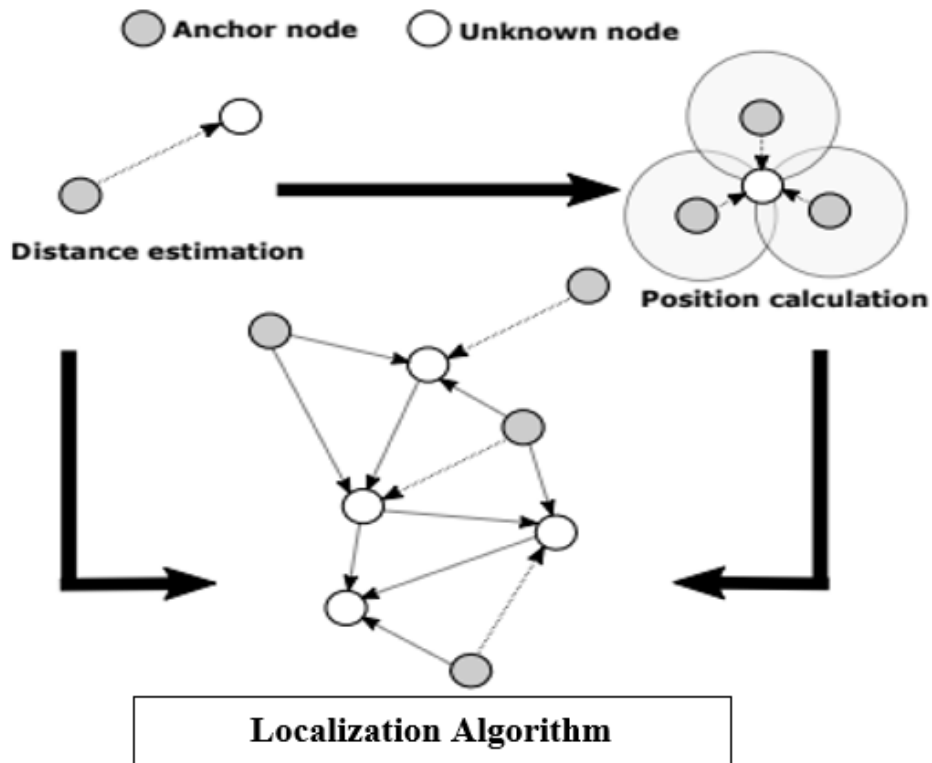 Anchor node
Unknown node
Distance estimation
Position calculation
Localization Algorithm